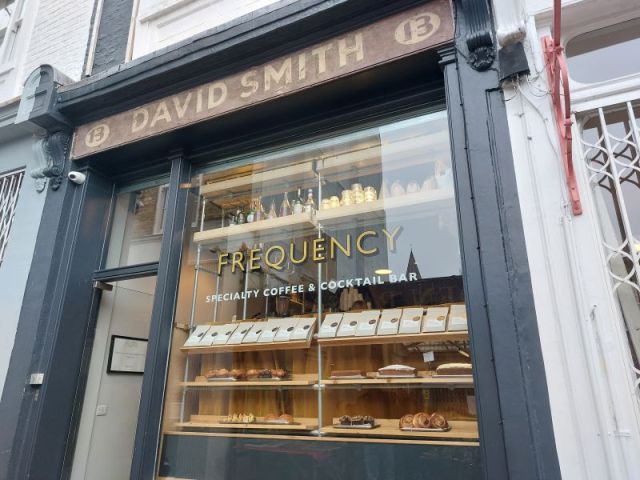 13 DAVID SMITH 13
FREQUENCY
SPECIALTY COFFEE & COCKTAIL BAR